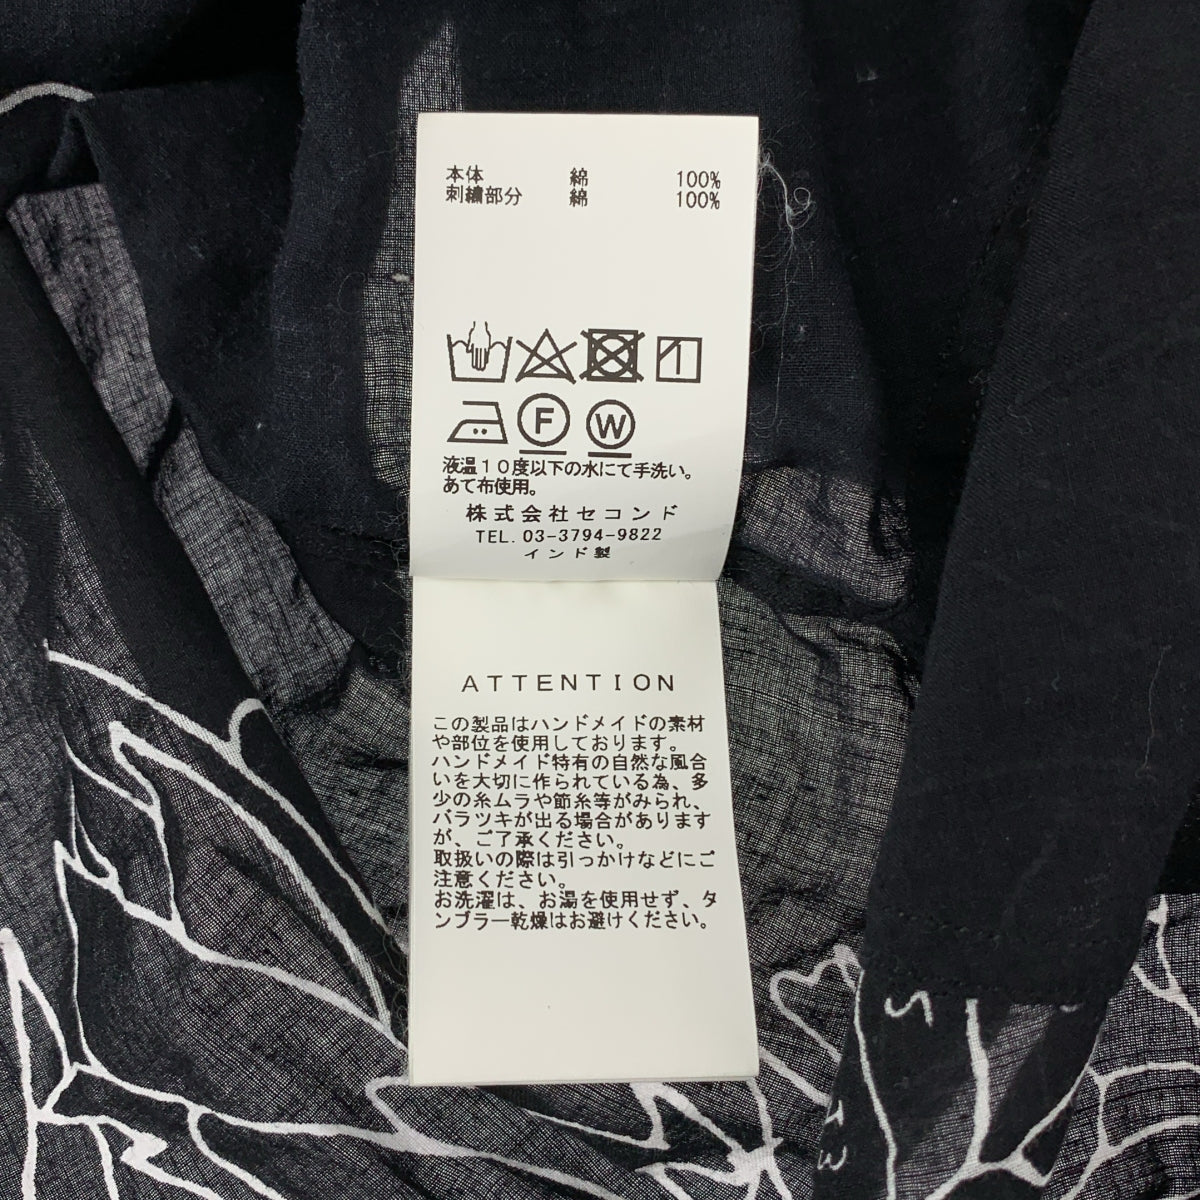 本体 綿 100%
刺繍部分 綿 100%
F W
液温10度以下の水にて手洗い。
あて布使用。
株式会社セコンド
TEL. 03-3794-9822
インド製
ATTENTION
この製品はハンドメイドの素材
や部位を使用しております。
ハンドメイド特有の自然な風合
いを大切に作られている為、多
少の糸ムラや節糸等がみられ、
バラツキが出る場合があります
が、ご了承ください。
取扱いの際は引っかけなどにご
注意ください。
お洗濯は、お湯を使用せず、タ
ンブラー乾燥はお避けください。